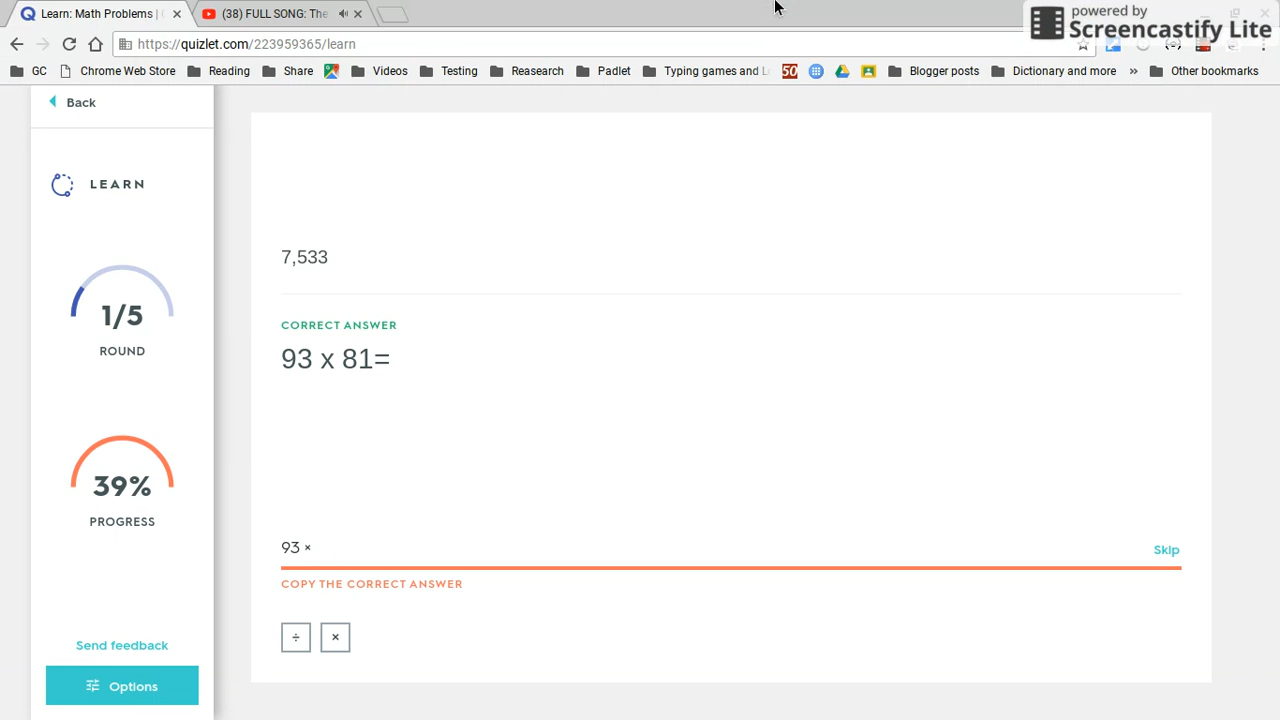 Learn: Math Problems |
(38) FULL SONG: The
powered by
Screencastify Lite
https://quizlet.com/223959365/learn
GC
Chrome Web Store
Reading
Share
Videos
Testing
Reasearch
Padlet
Typing games and L
50
Blogger posts
Dictionary and more
»
Other bookmarks
Back
LEARN
1/5
ROUND
39%
PROGRESS
Send feedback
Options
7,533
CORRECT ANSWER
93 x 81=
93 ×
Skip
COPY THE CORRECT ANSWER
÷ ×